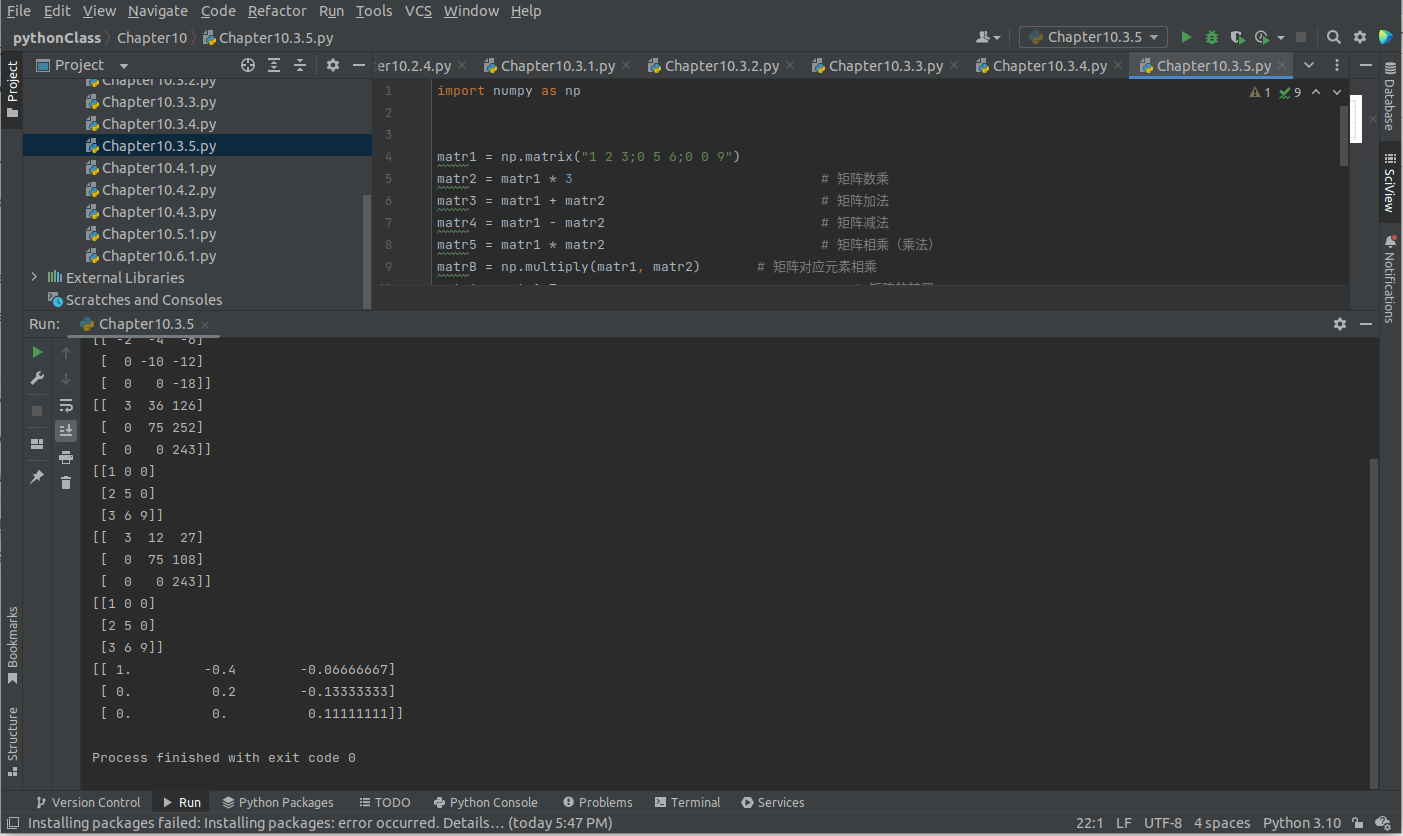 File Edit View Navigate Code Refactor Run Tools VCS Window Help
pythonClass Chapter10 Chapter10.3.5.py Chapter10.3.5
Project
Project
er10.2.4.py Chapter10.3.1.py Chapter10.3.2.py Chapter10.3.3.py Chapter10.3.4.py Chapter10.3.5.py
Chapter10.3.2.py
Chapter10.3.3.py
Chapter10.3.4.py
Chapter10.3.5.py
Chapter10.4.1.py
Chapter10.4.2.py
Chapter10.4.3.py
Chapter10.5.1.py
Chapter10.6.1.py
External Libraries
Scratches and Consoles
1 import numpy as np
1 9
2
3
4 matr1 = np.matrix("1 2 3;0 5 6;0 0 9")
5 matr2 = matr1 * 3 # 矩阵数乘
6 matr3 = matr1 + matr2 # 矩阵加法
7 matr4 = matr1 - matr2 # 矩阵减法
8 matr5 = matr1 * matr2 # 矩阵相乘（乘法）
9 matrB = np.multiply(matr1, matr2) # 矩阵对应元素相乘
Database
SciView
Notifications
Run: Chapter10.3.5
[[ -2 -4 -6]
[ 0 -10 -12]
[ 0 0 -18]]
[[ 3 36 126]
[ 0 75 252]
[ 0 0 243]]
[[1 0 0]
[2 5 0]
[3 6 9]]
[[ 3 12 27]
[ 0 75 108]
[ 0 0 243]]
[[1 0 0]
[2 5 0]
[3 6 9]]
[[ 1. -0.4 -0.06666667]
[ 0. 0.2 -0.13333333]
[ 0. 0. 0.11111111]]
Process finished with exit code 0
Bookmarks
Structure
Version Control Run Python Packages TODO Python Console Problems Terminal Services
Installing packages failed: Installing packages: error occurred. Details... (today 5:47 PM) 22:1 LF UTF-8 4 spaces Python 3.10